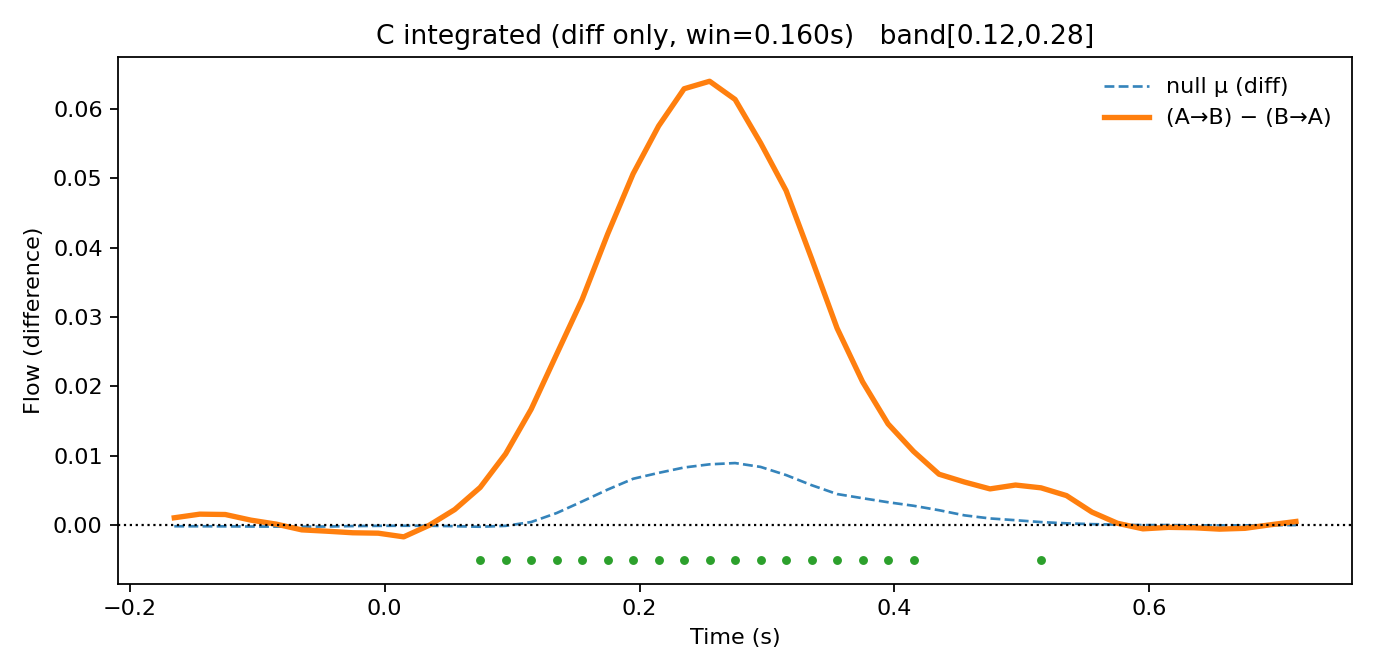 C integrated (diff only, win=0.160s)   band[0.12,0.28]
null μ (diff)
(A→B) − (B→A)
Flow (difference)
0.06
0.05
0.04
0.03
0.02
0.01
0.00
−0.2
0.0
0.2
0.4
0.6
Time (s)